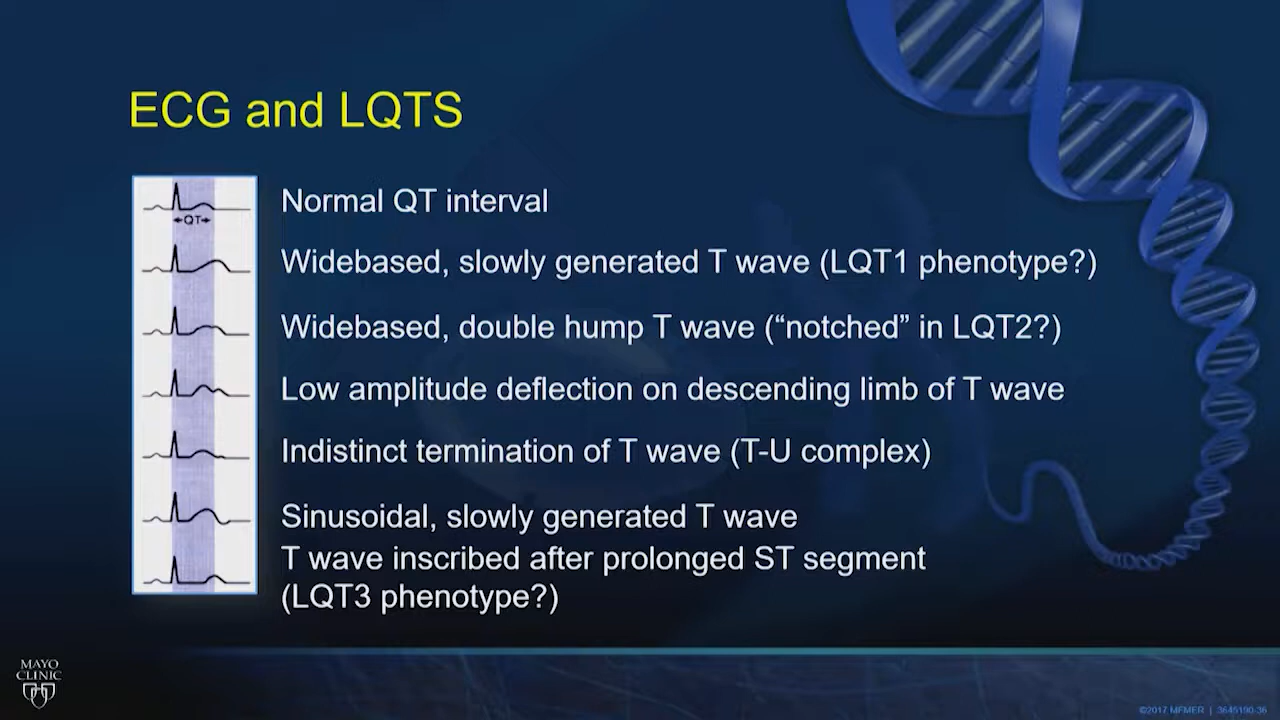 ECG and LQTS
QT
Normal QT interval
Widebased, slowly generated T wave (LQT1 phenotype?)
Widebased, double hump T wave (“notched” in LQT2?)
Low amplitude deflection on descending limb of T wave
Indistinct termination of T wave (T-U complex)
Sinusoidal, slowly generated T wave
T wave inscribed after prolonged ST segment
(LQT3 phenotype?)
MAYO
CLINIC
©2017 MFMER | 3645190-36